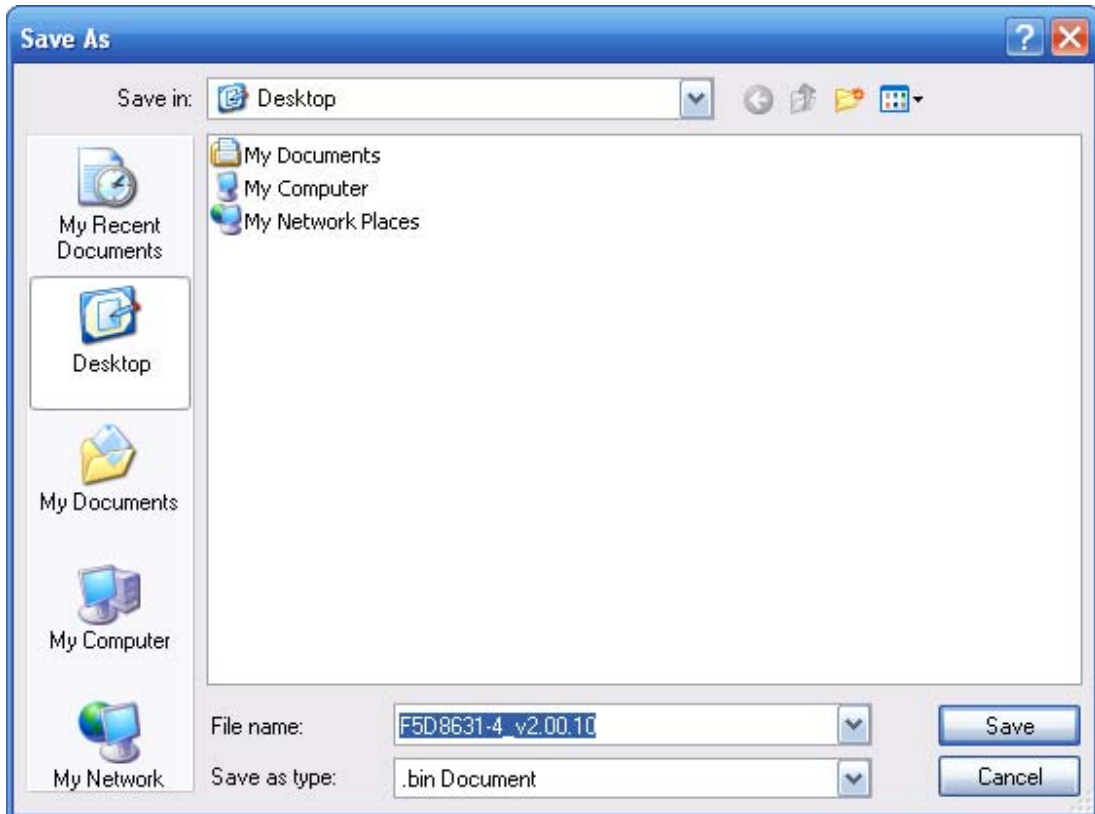 Save As
Save in: Desktop
My Recent
Documents
Desktop
My Documents
My Computer
My Network
My Documents
My Computer
My Network Places
File name: F5D8631-4_v2.00.10 Save
Save as type: .bin Document Cancel